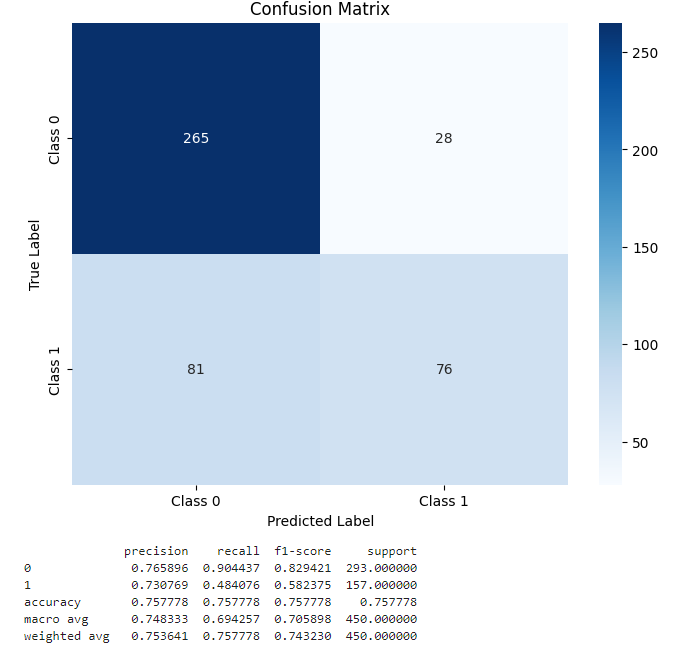 Confusion Matrix
Class 0
265
28
True Label
Class 1
81
76
Class 0
Class 1
Predicted Label
250
200
150
100
50
precision recall f1-score support
0 0.765896 0.904437 0.829421 293.000000
1 0.730769 0.484076 0.582375 157.000000
accuracy 0.757778 0.757778 0.757778 0.757778
macro avg 0.748333 0.694257 0.705898 450.000000
weighted avg 0.753641 0.757778 0.743230 450.000000